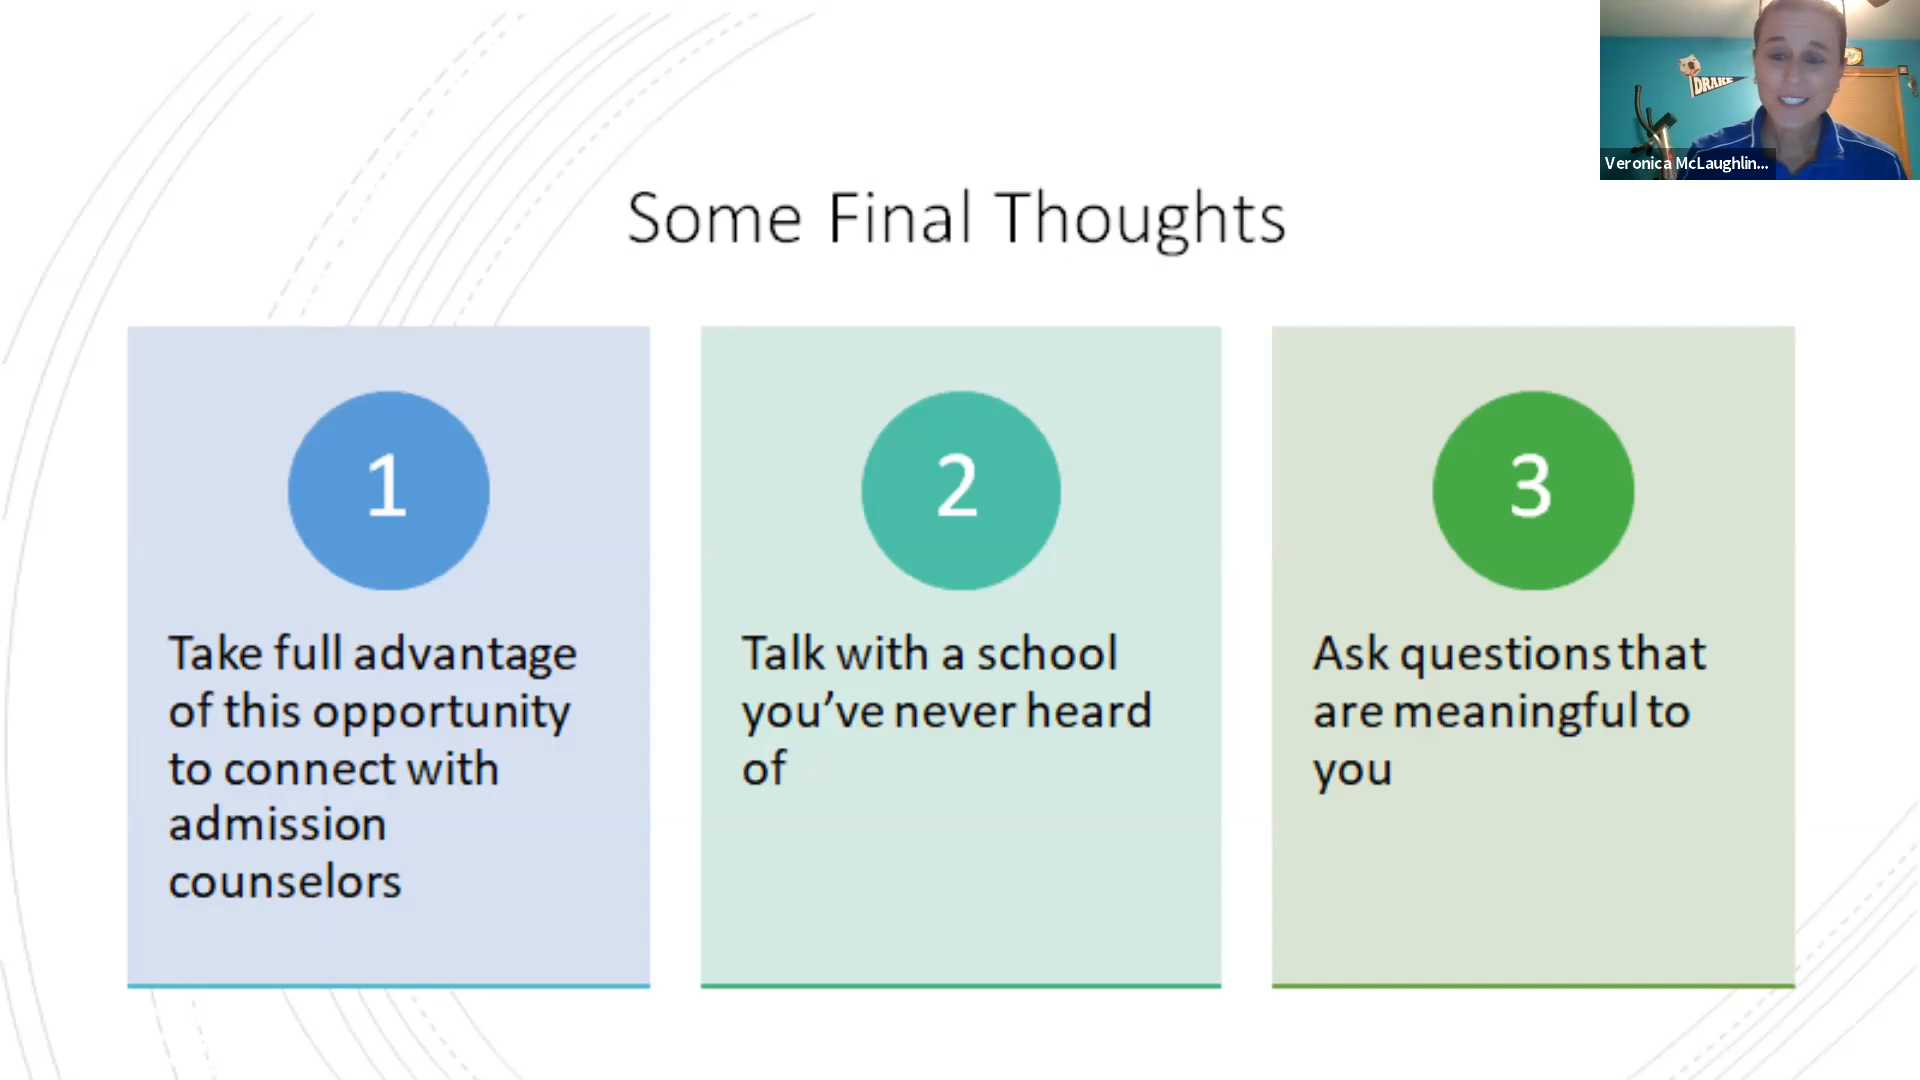 DRAKE
Veronica McLaughlin...
Some Final Thoughts
1
Take full advantage
of this opportunity
to connect with
admission
counselors
2
Talk with a school
you’ve never heard
of
3
Ask questions that
are meaningful to
you